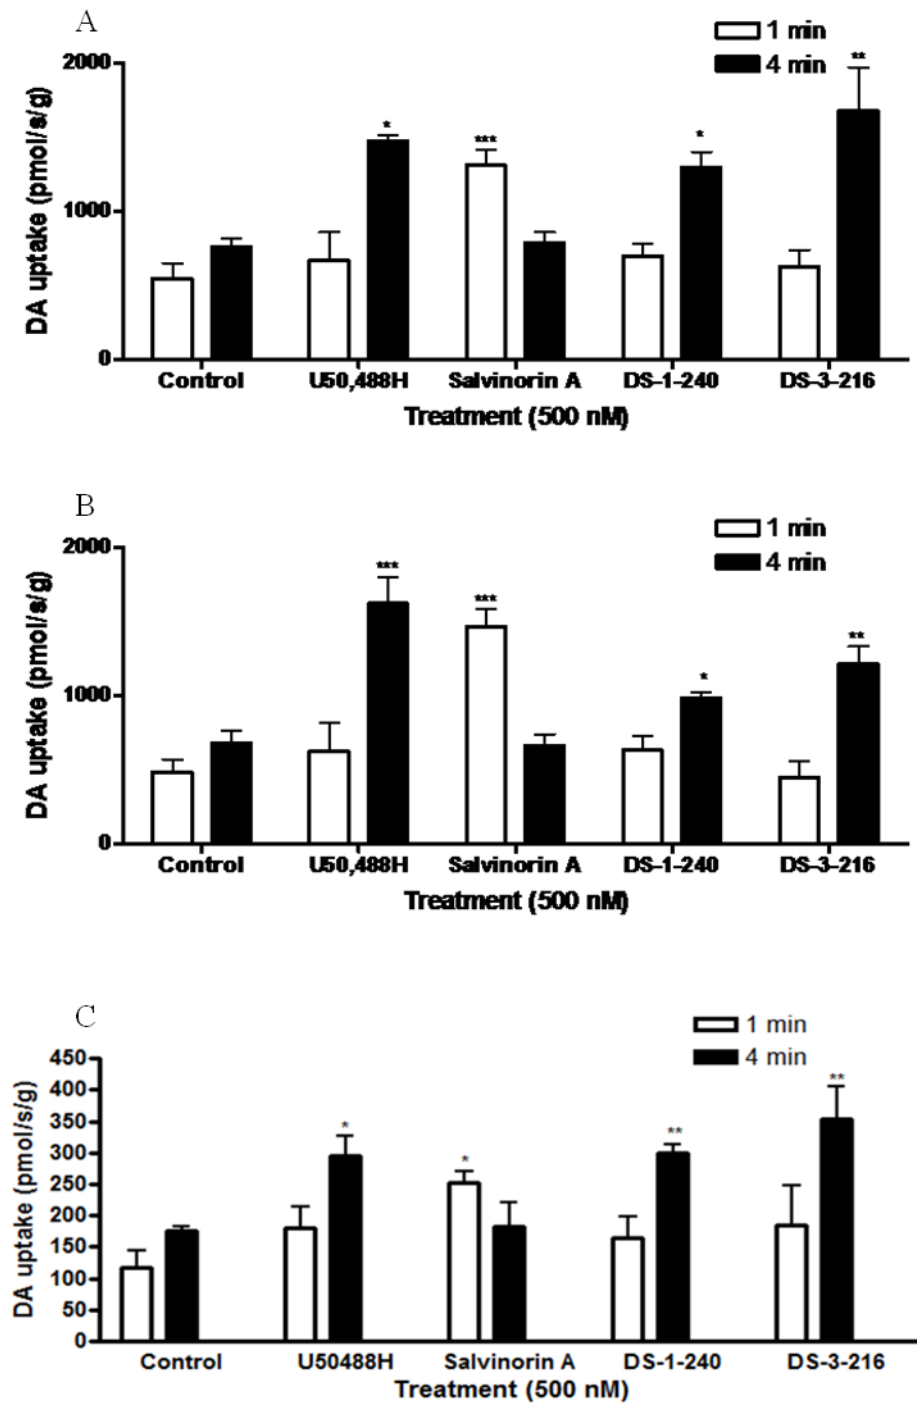 A
1 min
4 min
DA uptake (pmol/s/g)
2000
1000
0
*
***
*
**
Control U50,488H Salvinorin A DS-1-240 DS-3-216
Treatment (500 nM)
B
1 min
4 min
DA uptake (pmol/s/g)
2000
1000
0
***
***
*
**
Control U50,488H Salvinorin A DS-1-240 DS-3-216
Treatment (500 nM)
C
1 min
4 min
DA uptake (pmol/s/g)
450
400
350
300
250
200
150
100
50
0
*
*
**
**
Control U50488H Salvinorin A DS-1-240 DS-3-216
Treatment (500 nM)